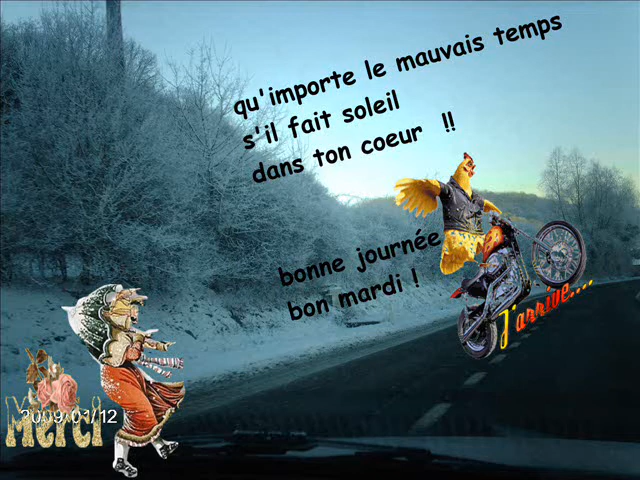 qu'importe le mauvais temps
s'il fait soleil
dans ton coeur !!
bonne journée
bon mardi !
J'arrive....
Merci
2009/01/12